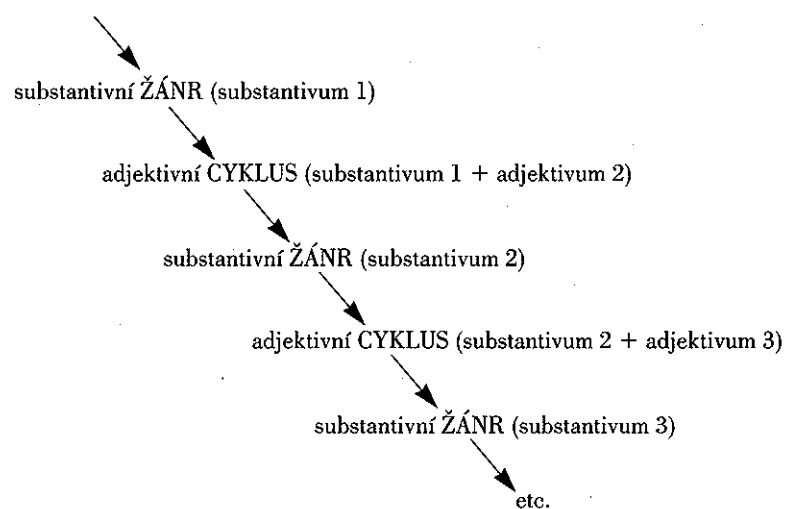 substantivní ŽÁNR (substantivum 1)
adjektivní CYKLUS (substantivum 1 + adjektivum 2)
substantivní ŽÁNR (substantivum 2)
adjektivní CYKLUS (substantivum 2 + adjektivum 3)
substantivní ŽÁNR (substantivum 3)
etc.